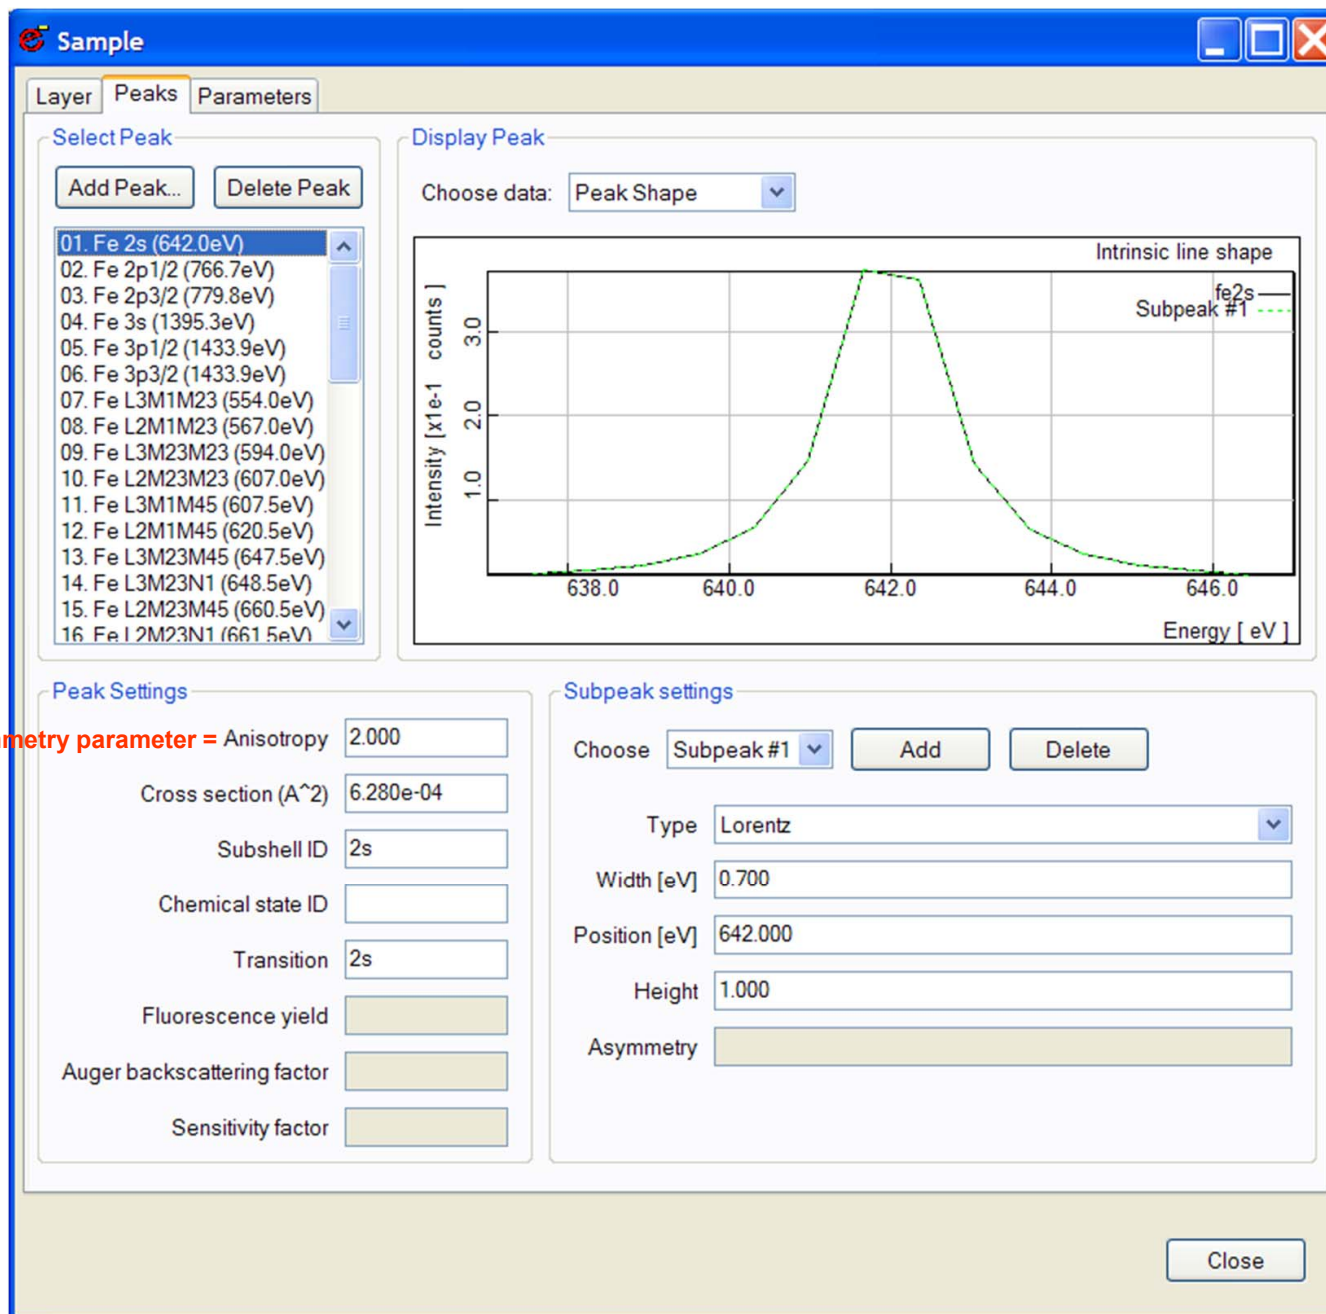 Sample
Layer Peaks Parameters
Select Peak
Add Peak... Delete Peak
01. Fe 2s (642.0eV)
02. Fe 2p1/2 (766.7eV)
03. Fe 2p3/2 (779.8eV)
04. Fe 3s (1395.3eV)
05. Fe 3p1/2 (1433.9eV)
06. Fe 3p3/2 (1433.9eV)
07. Fe L3M1M23 (554.0eV)
08. Fe L2M1M23 (567.0eV)
09. Fe L3M23M23 (594.0eV)
10. Fe L2M23M23 (607.0eV)
11. Fe L3M1M45 (607.5eV)
12. Fe L2M1M45 (620.5eV)
13. Fe L3M23M45 (647.5eV)
14. Fe L3M23N1 (648.5eV)
15. Fe L2M23M45 (660.5eV)
16. Fe L2M23N1 (661.5eV)
Display Peak
Choose data: Peak Shape
Intrinsic line shape
fe2s
Subpeak #1
Intensity [x1e-1 counts ]
3.0
2.0
1.0
638.0 640.0 642.0 644.0 646.0
Energy [ eV ]
Peak Settings
metry parameter = Anisotropy 2.000
Cross section (A^2) 6.280e-04
Subshell ID 2s
Chemical state ID
Transition 2s
Fluorescence yield
Auger backscattering factor
Sensitivity factor
Subpeak settings
Choose Subpeak #1 Add Delete
Type Lorentz
Width [eV] 0.700
Position [eV] 642.000
Height 1.000
Asymmetry
Close